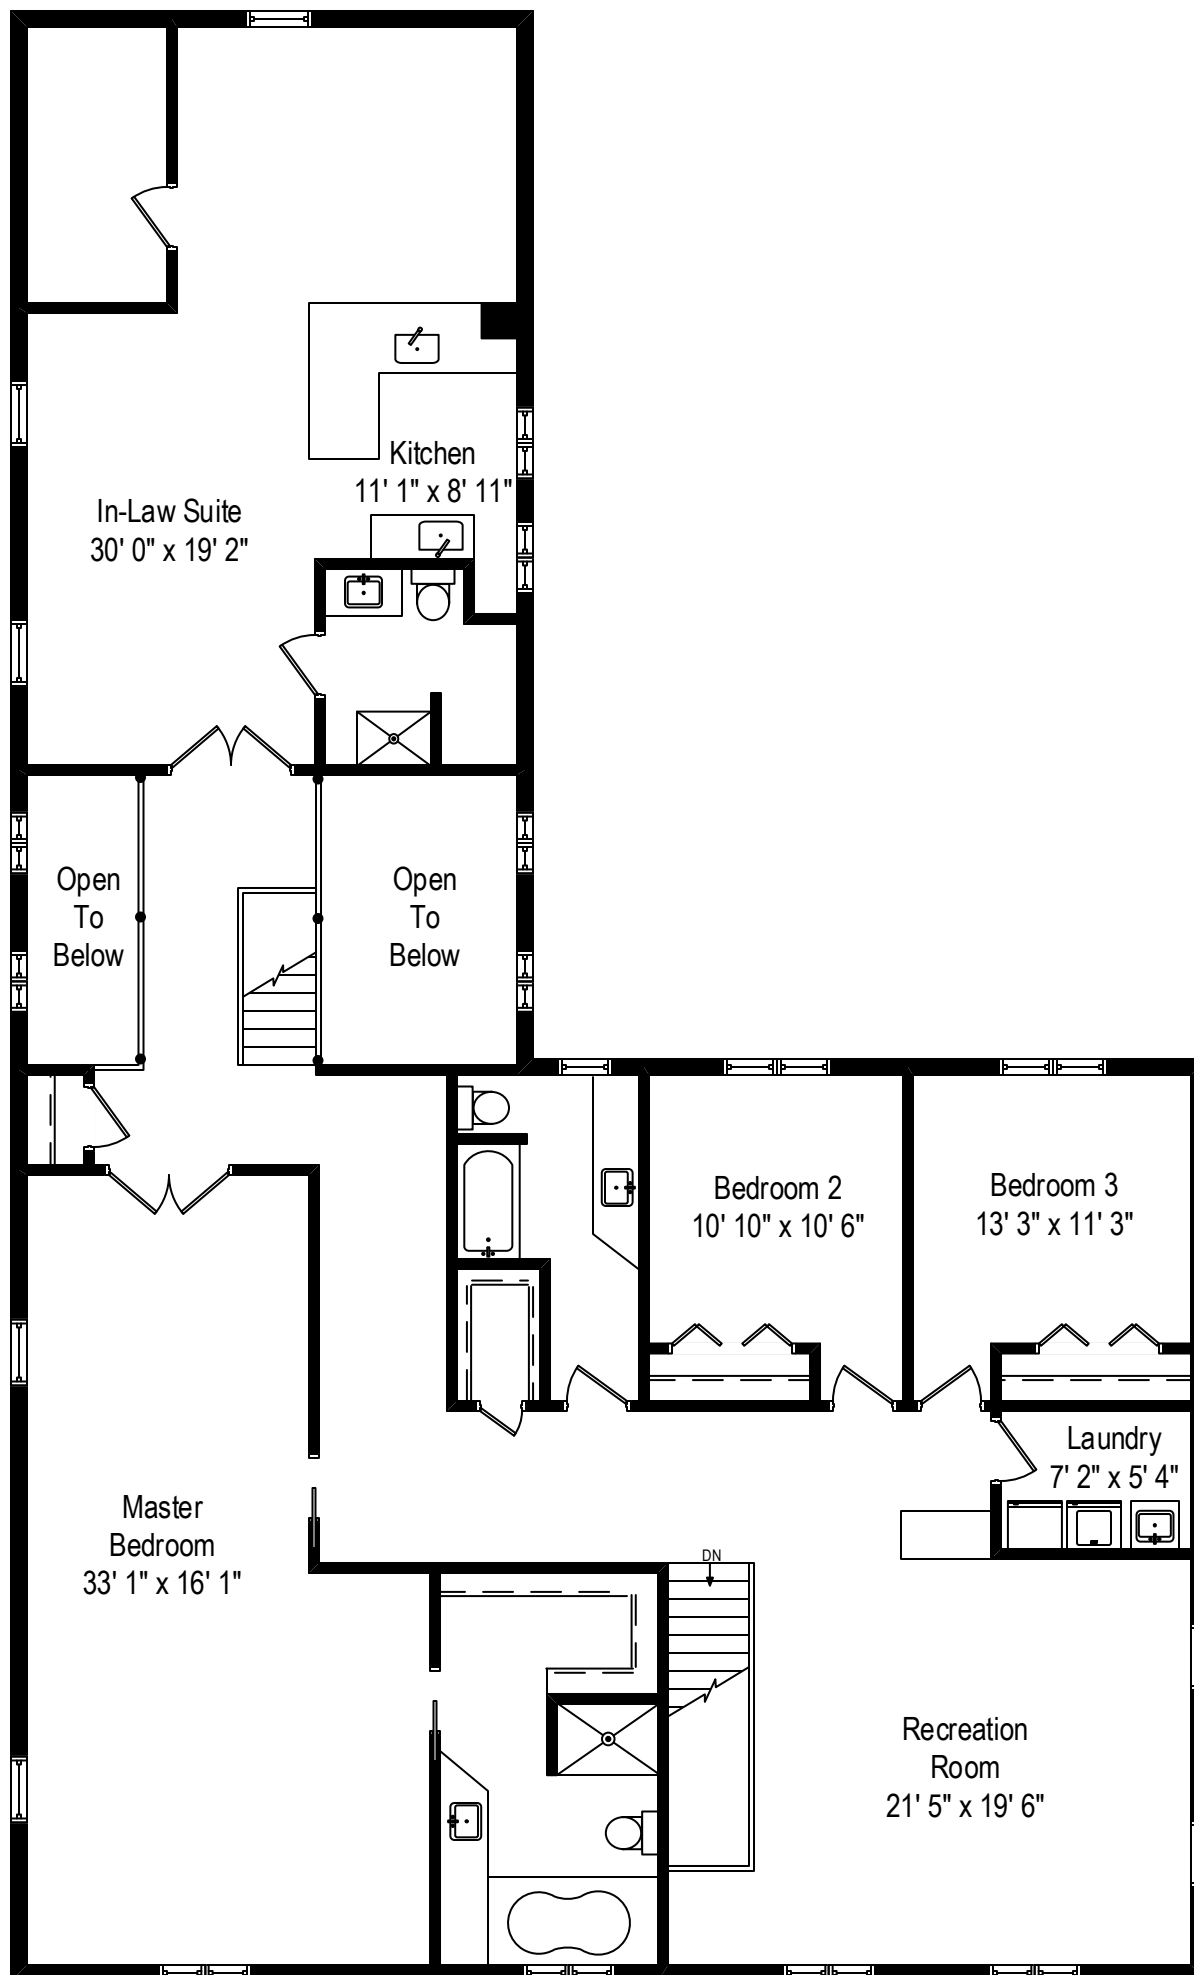 Kitchen
11' 1" x 8' 11"
In-Law Suite
30' 0" x 19' 2"
Open
To
Below
Open
To
Below
Bedroom 2
10' 10" x 10' 6"
Bedroom 3
13' 3" x 11' 3"
Laundry
7' 2" x 5' 4"
Master
Bedroom
33' 1" x 16' 1"
DN
Recreation
Room
21' 5" x 19' 6"